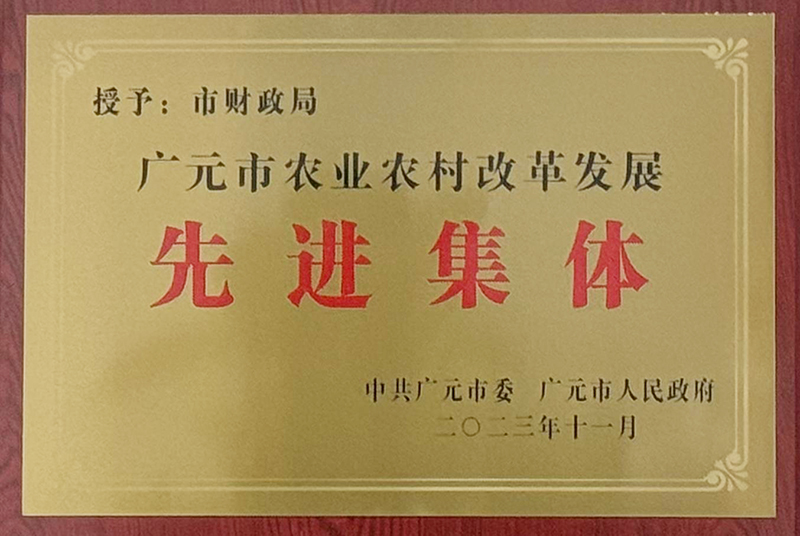 授予：市财政局
广元市农业农村改革发展
先进集体
中共广元市委 广元市人民政府
二〇二三年十一月